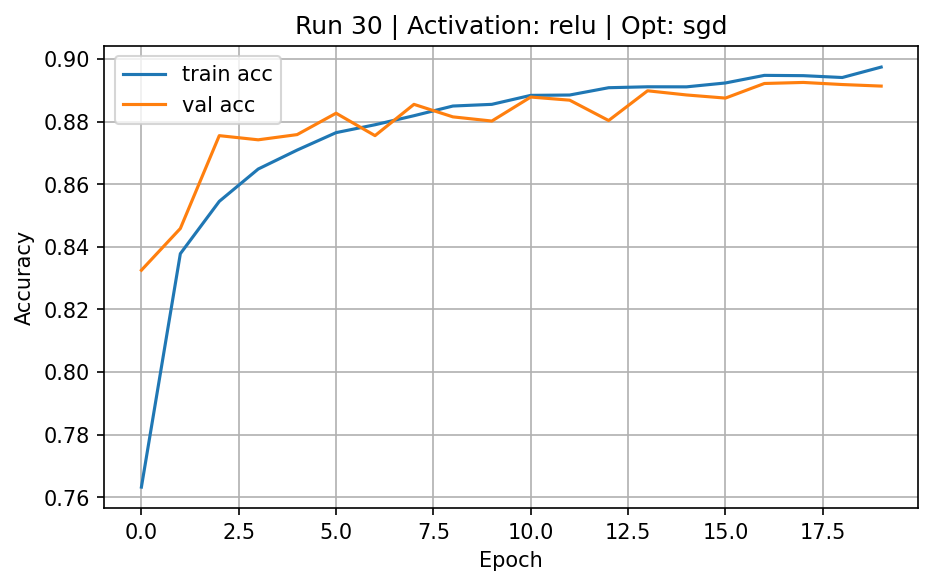 Run 30 | Activation: relu | Opt: sgd
train acc
val acc
0.90
0.88
0.86
0.84
0.82
0.80
0.78
0.76
Accuracy
0.0 2.5 5.0 7.5 10.0 12.5 15.0 17.5
Epoch